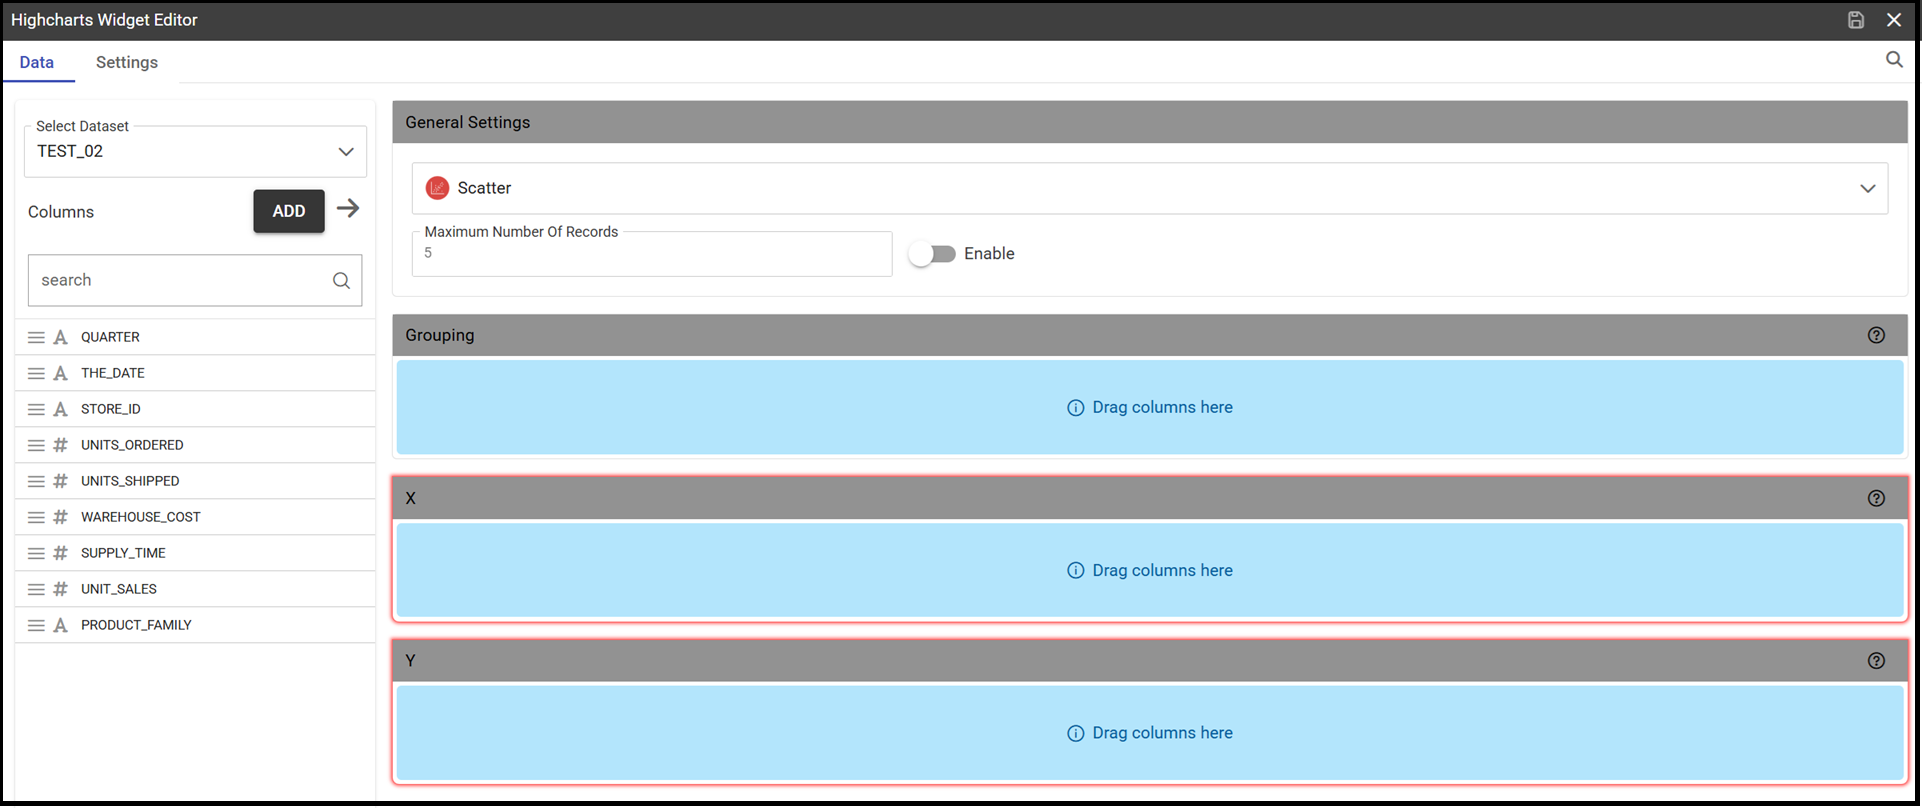 Highcharts Widget Editor
Data
Settings
Select Dataset
TEST_02
Columns
ADD
search
QUARTER
THE_DATE
STORE_ID
UNITS_ORDERED
UNITS_SHIPPED
WAREHOUSE_COST
SUPPLY_TIME
UNIT_SALES
PRODUCT_FAMILY
General Settings
Scatter
Maximum Number Of Records
5
Enable
Grouping
Drag columns here
X
Drag columns here
Y
Drag columns here